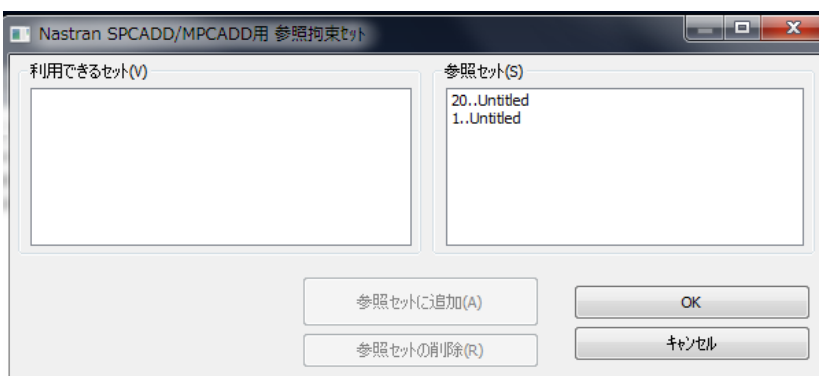 Nastran SPCADD/MPCADD用 参照拘束ｾｯﾄ
利用できるｾｯﾄ(V)
参照ｾｯﾄ(S)
20..Untitled
1..Untitled
参照ｾｯﾄに追加(A)
OK
参照ｾｯﾄの削除(R)
ｷｬﾝｾﾙ